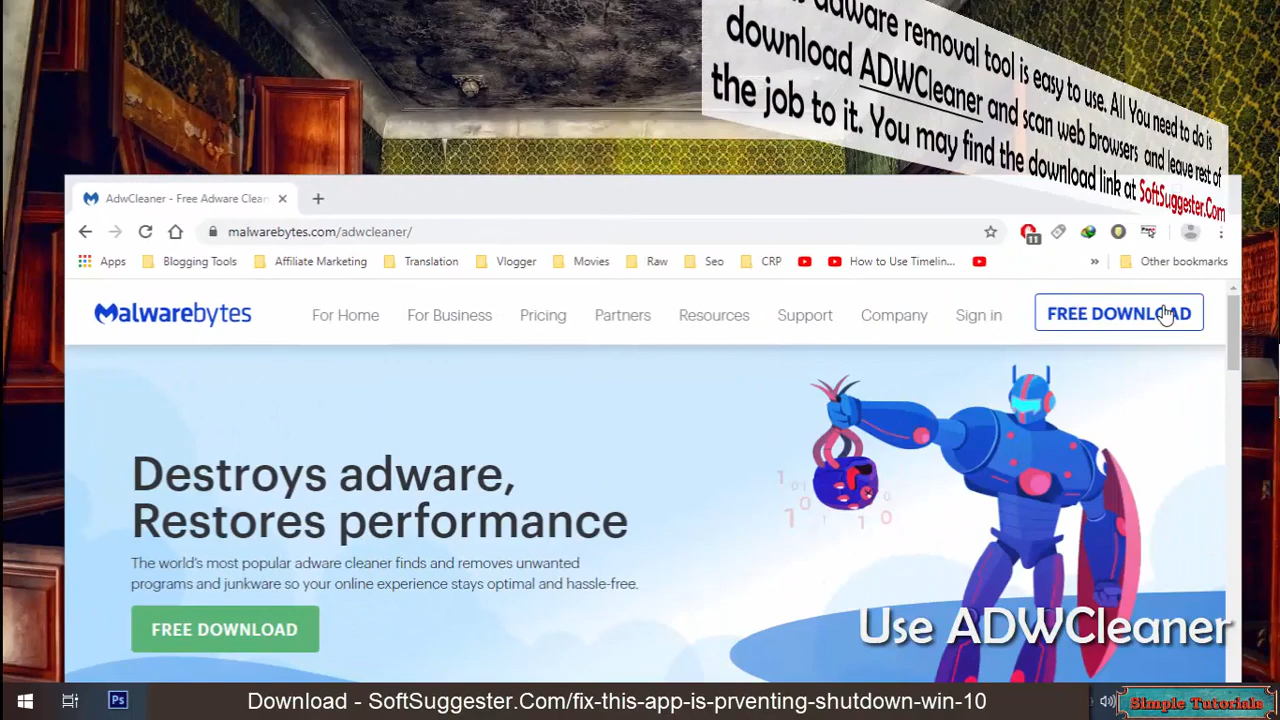 adware removal tool is easy to use. All You need to do is
download ADWCleaner and scan web browsers and leave rest of
the job to it. You may find the download link at SoftSuggester.Com
AdwCleaner - Free Adware Clean
malwarebytes.com/adwcleaner/
11
Apps Blogging Tools Affiliate Marketing Translation Vlogger Movies Raw Seo CRP How to Use Timelin... » Other bookmarks
Malwarebytes For Home For Business Pricing Partners Resources Support Company Sign in FREE DOWNLOAD
Destroys adware,
Restores performance
The world's most popular adware cleaner finds and removes unwanted
programs and junkware so your online experience stays optimal and hassle-free.
FREE DOWNLOAD
Use ADWCleaner
Ps Download - SoftSuggester.Com/fix-this-app-is-prventing-shutdown-win-10 Simple Tutorials